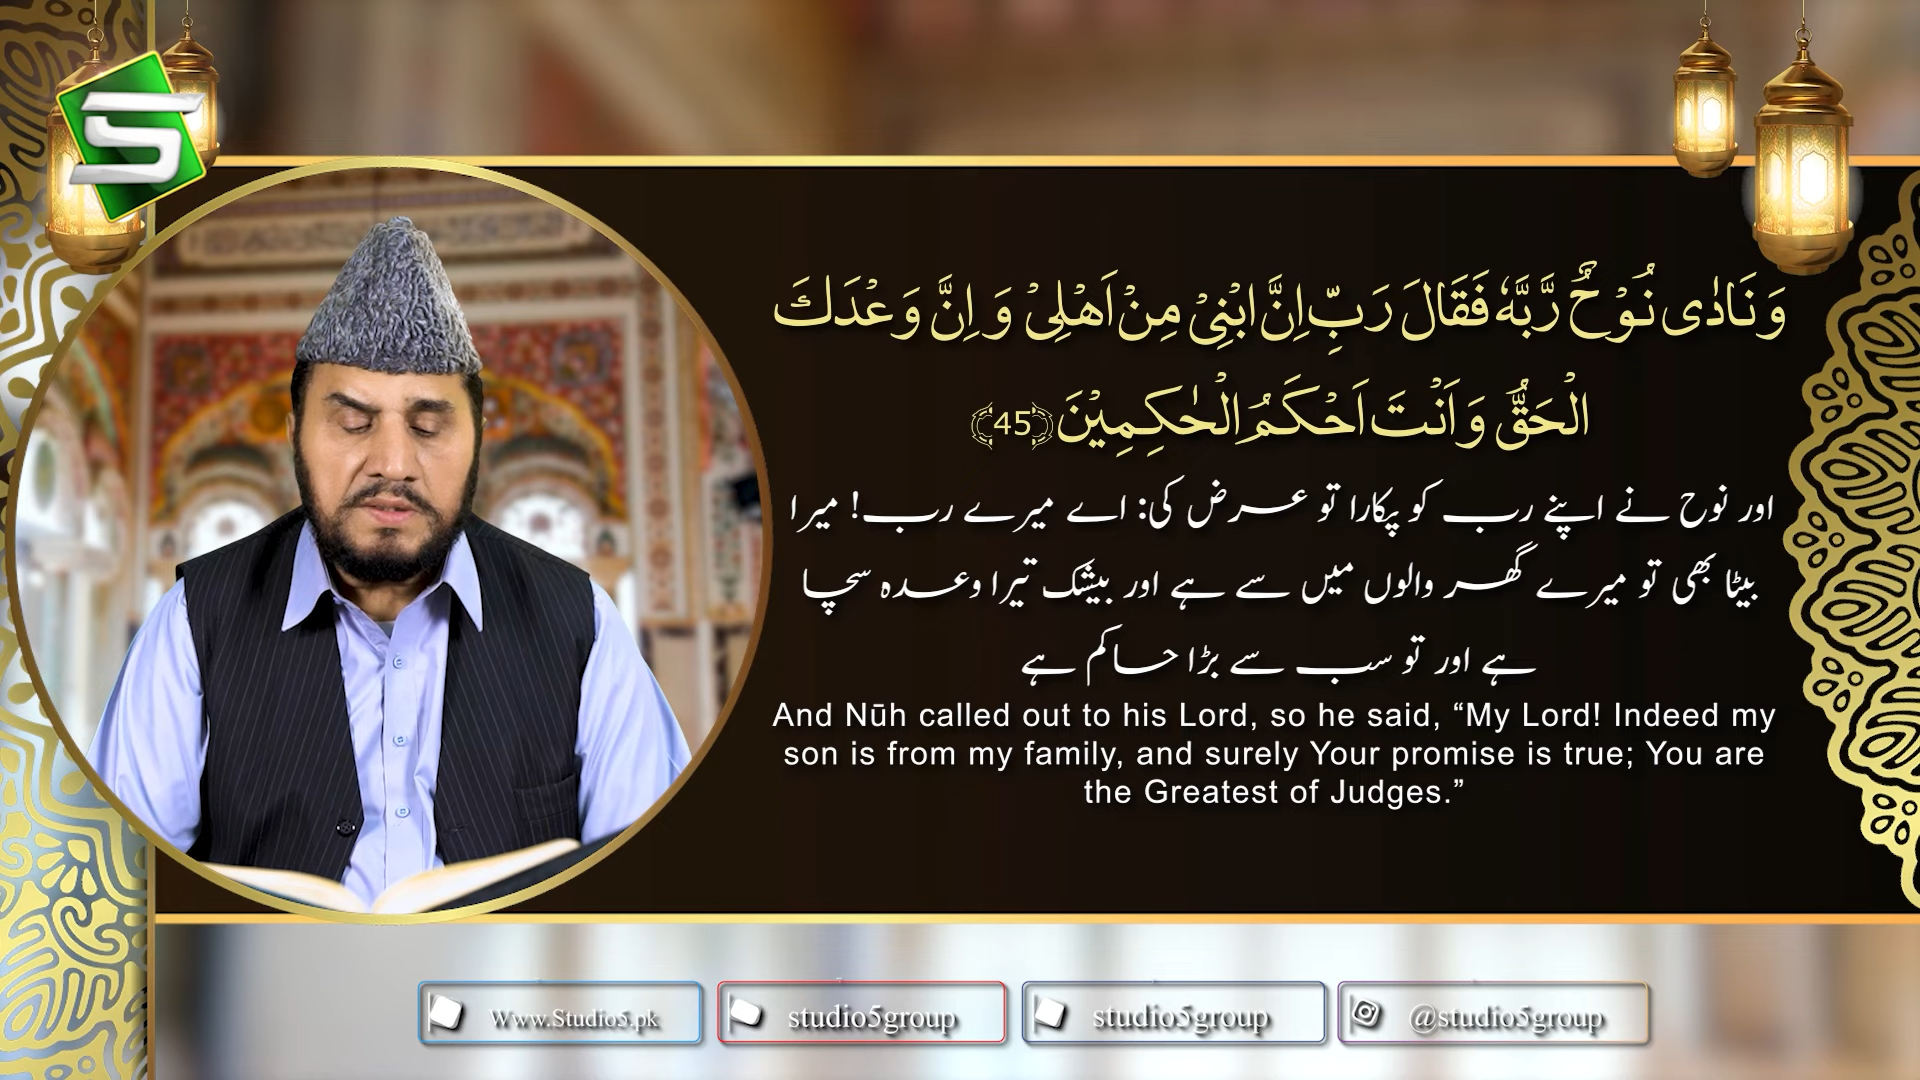 وَ نَادٰی نُوْحٌ رَّبَّهٗ فَقَالَ رَبِّ اِنَّ ابْنِیْ مِنْ اَهْلِیْ وَ اِنَّ وَعْدَكَ
الْحَقُّ وَ اَنْتَ اَحْكَمُ الْحٰكِمِیْنَ ﴿45﴾
اور نوح نے اپنے رب کو پکارا تو عرض کی: اے میرے رب! میرا
بیٹا بھی تو میرے گھر والوں میں سے ہے اور بیشک تیرا وعدہ سچا
ہے اور تو سب سے بڑا حاکم ہے
And Nūh called out to his Lord, so he said, “My Lord! Indeed my
son is from my family, and surely Your promise is true; You are
the Greatest of Judges.”
Www.Studio5.pk
studio5group
studio5group
@studio5group